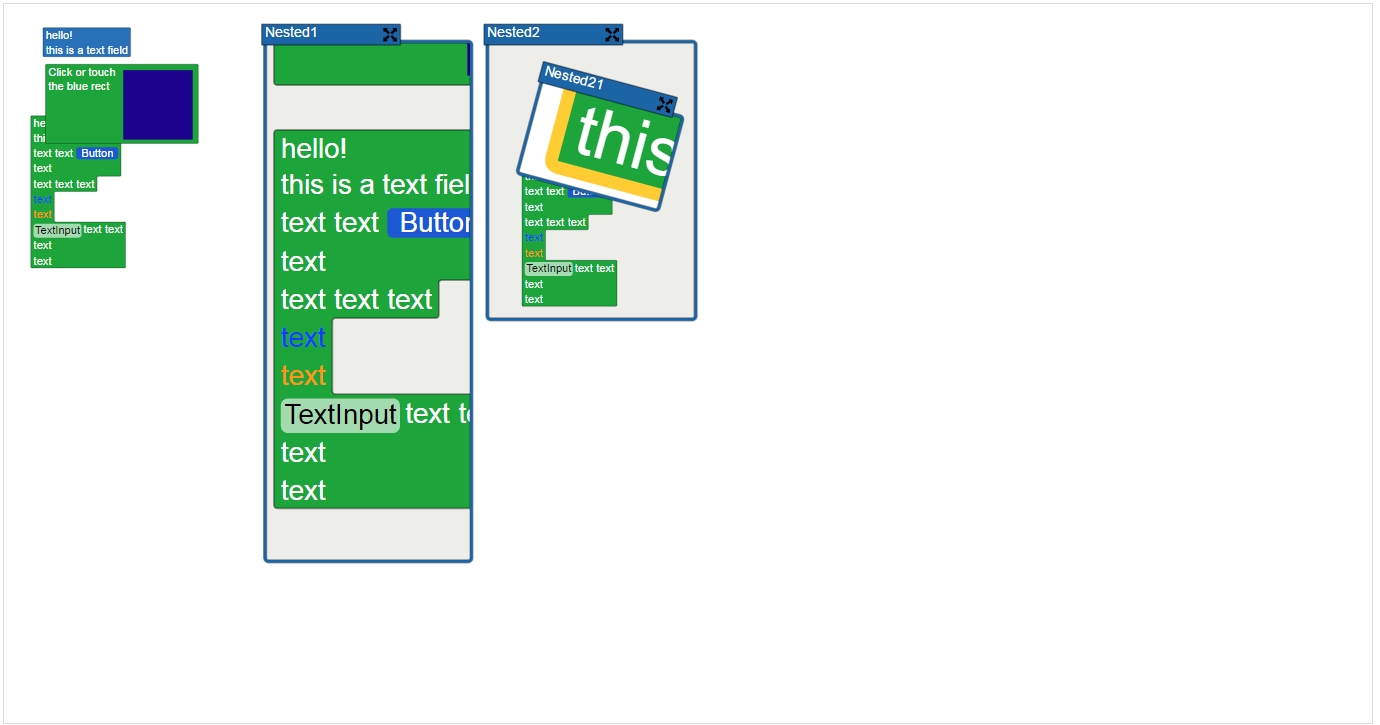 hello!
this is a text field
Click or touch
the blue rect
he
thi
text text Button
text
text text text
text
text
TextInput text text
text
text
Nested1
hello!
this is a text fiel
text text Button
text
text text text
text
text
TextInput text te
text
text
Nested2
Nested21
this
text text
text
text text text
text
text
TextInput text text
text
text